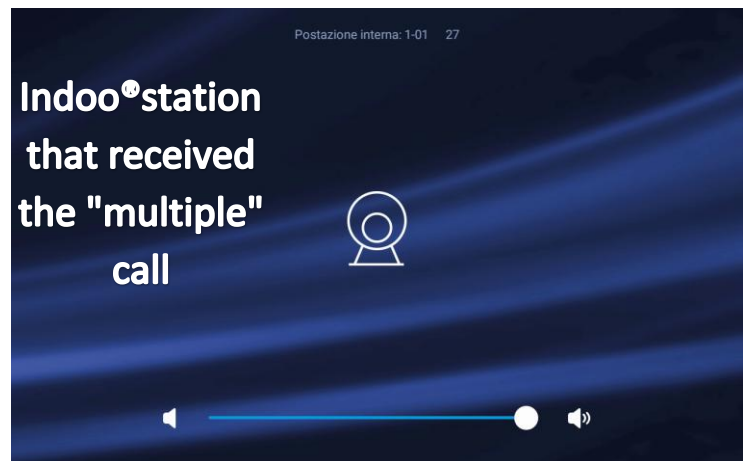 Postazione interna: 1-01 27
Indoo®station
that received
the "multiple"
call